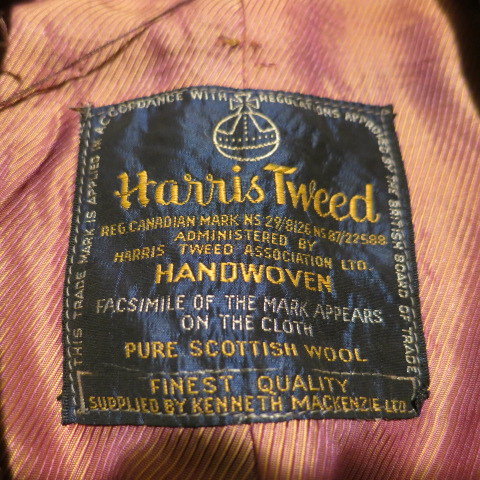 THIS TRADE MARK IS APPLIED IN ACCORDANCE WITH REGULATIONS APPROVED BY THE BRITISH BOARD OF TRADE
Harris Tweed
REG CANADIAN MARK NS 29/8126 NS 87/22588
ADMINISTERED BY
HARRIS TWEED ASSOCIATION LTD.
HANDWOVEN
FACSIMILE OF THE MARK APPEARS
ON THE CLOTH
PURE SCOTTISH WOOL
FINEST QUALITY
SUPPLIED BY KENNETH MACKENZIE LTD